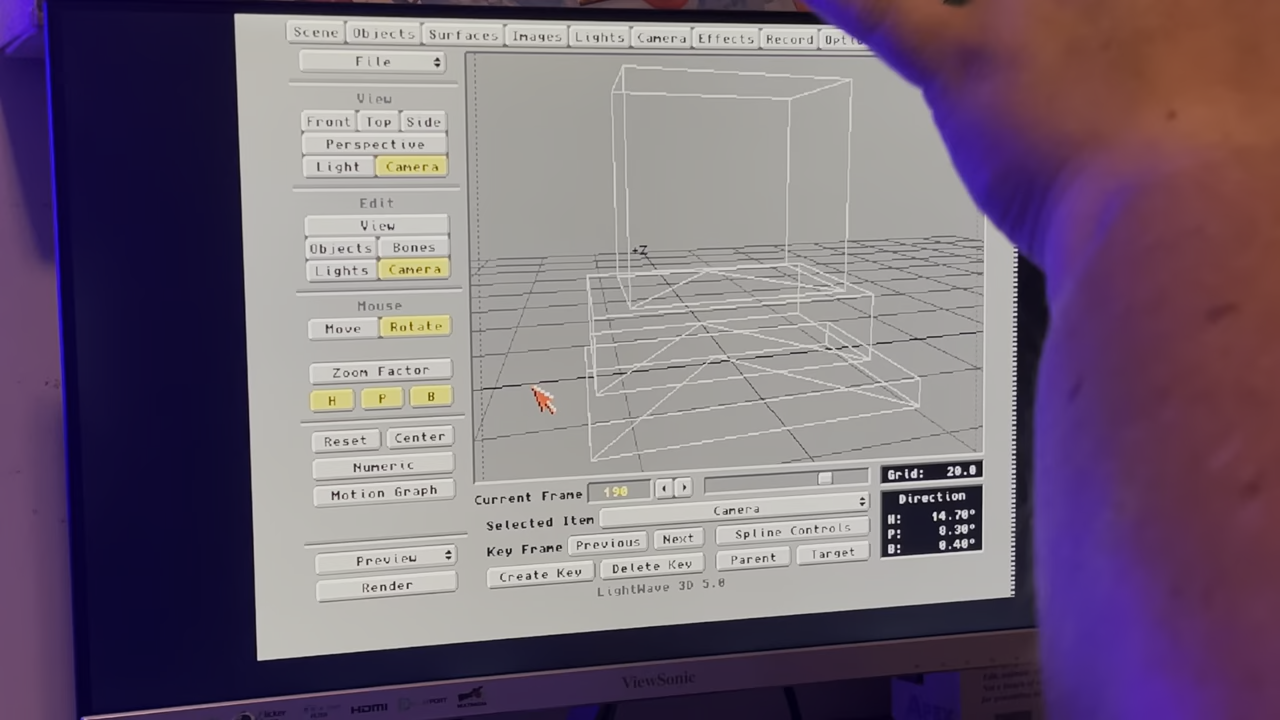 Scene Objects Surfaces Images Lights Camera Effects Record
File
View
Front Top Side
Perspective
Light Camera
Edit
View
Objects Bones
Lights Camera
Mouse
Move Rotate
Zoom Factor
H P B
Reset Center
Numeric
Motion Graph
Preview
Render
+Z
Current Frame 190
Selected Item Camera
Key Frame Previous Next Spline Controls
Create Key Delete Key Parent Target
LightWave 3D 5.0
Grid: 20.0
Direction
H: 14.70°
P: 8.30°
B: 0.40°
ViewSonic
HDMI